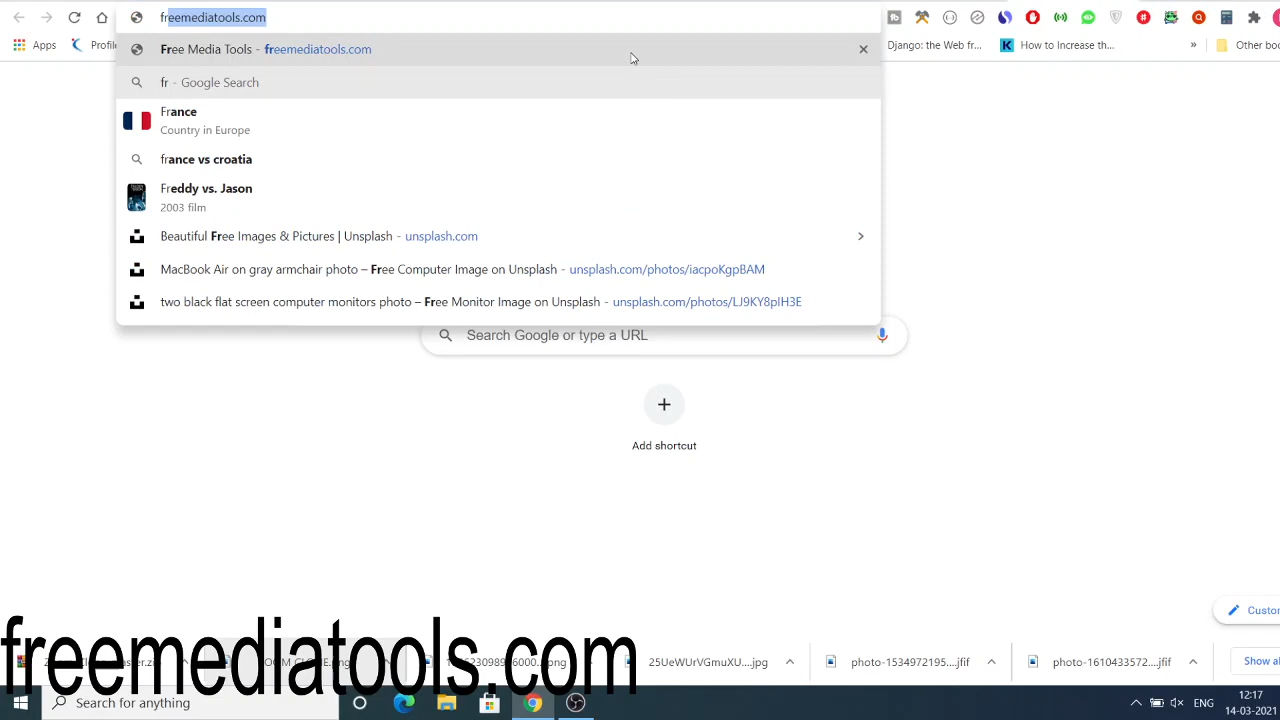 freemediatools.com
Apps
Profil
Django: the Web fr...
How to Increase th...
»
Other boo
Free Media Tools - freemediatools.com
fr - Google Search
France
Country in Europe
france vs croatia
Freddy vs. Jason
2003 film
Beautiful Free Images & Pictures | Unsplash - unsplash.com
MacBook Air on gray armchair photo – Free Computer Image on Unsplash - unsplash.com/photos/iacpoKgpBAM
two black flat screen computer monitors photo – Free Monitor Image on Unsplash - unsplash.com/photos/LJ9KY8pIH3E
Search Google or type a URL
Add shortcut
Custor
freemediatools.com
25UeWUrVGmuXU....jpg
photo-1534972195....jfif
photo-1610433572....jfif
Show al
Search for anything
ENG
12:17
14-03-2021